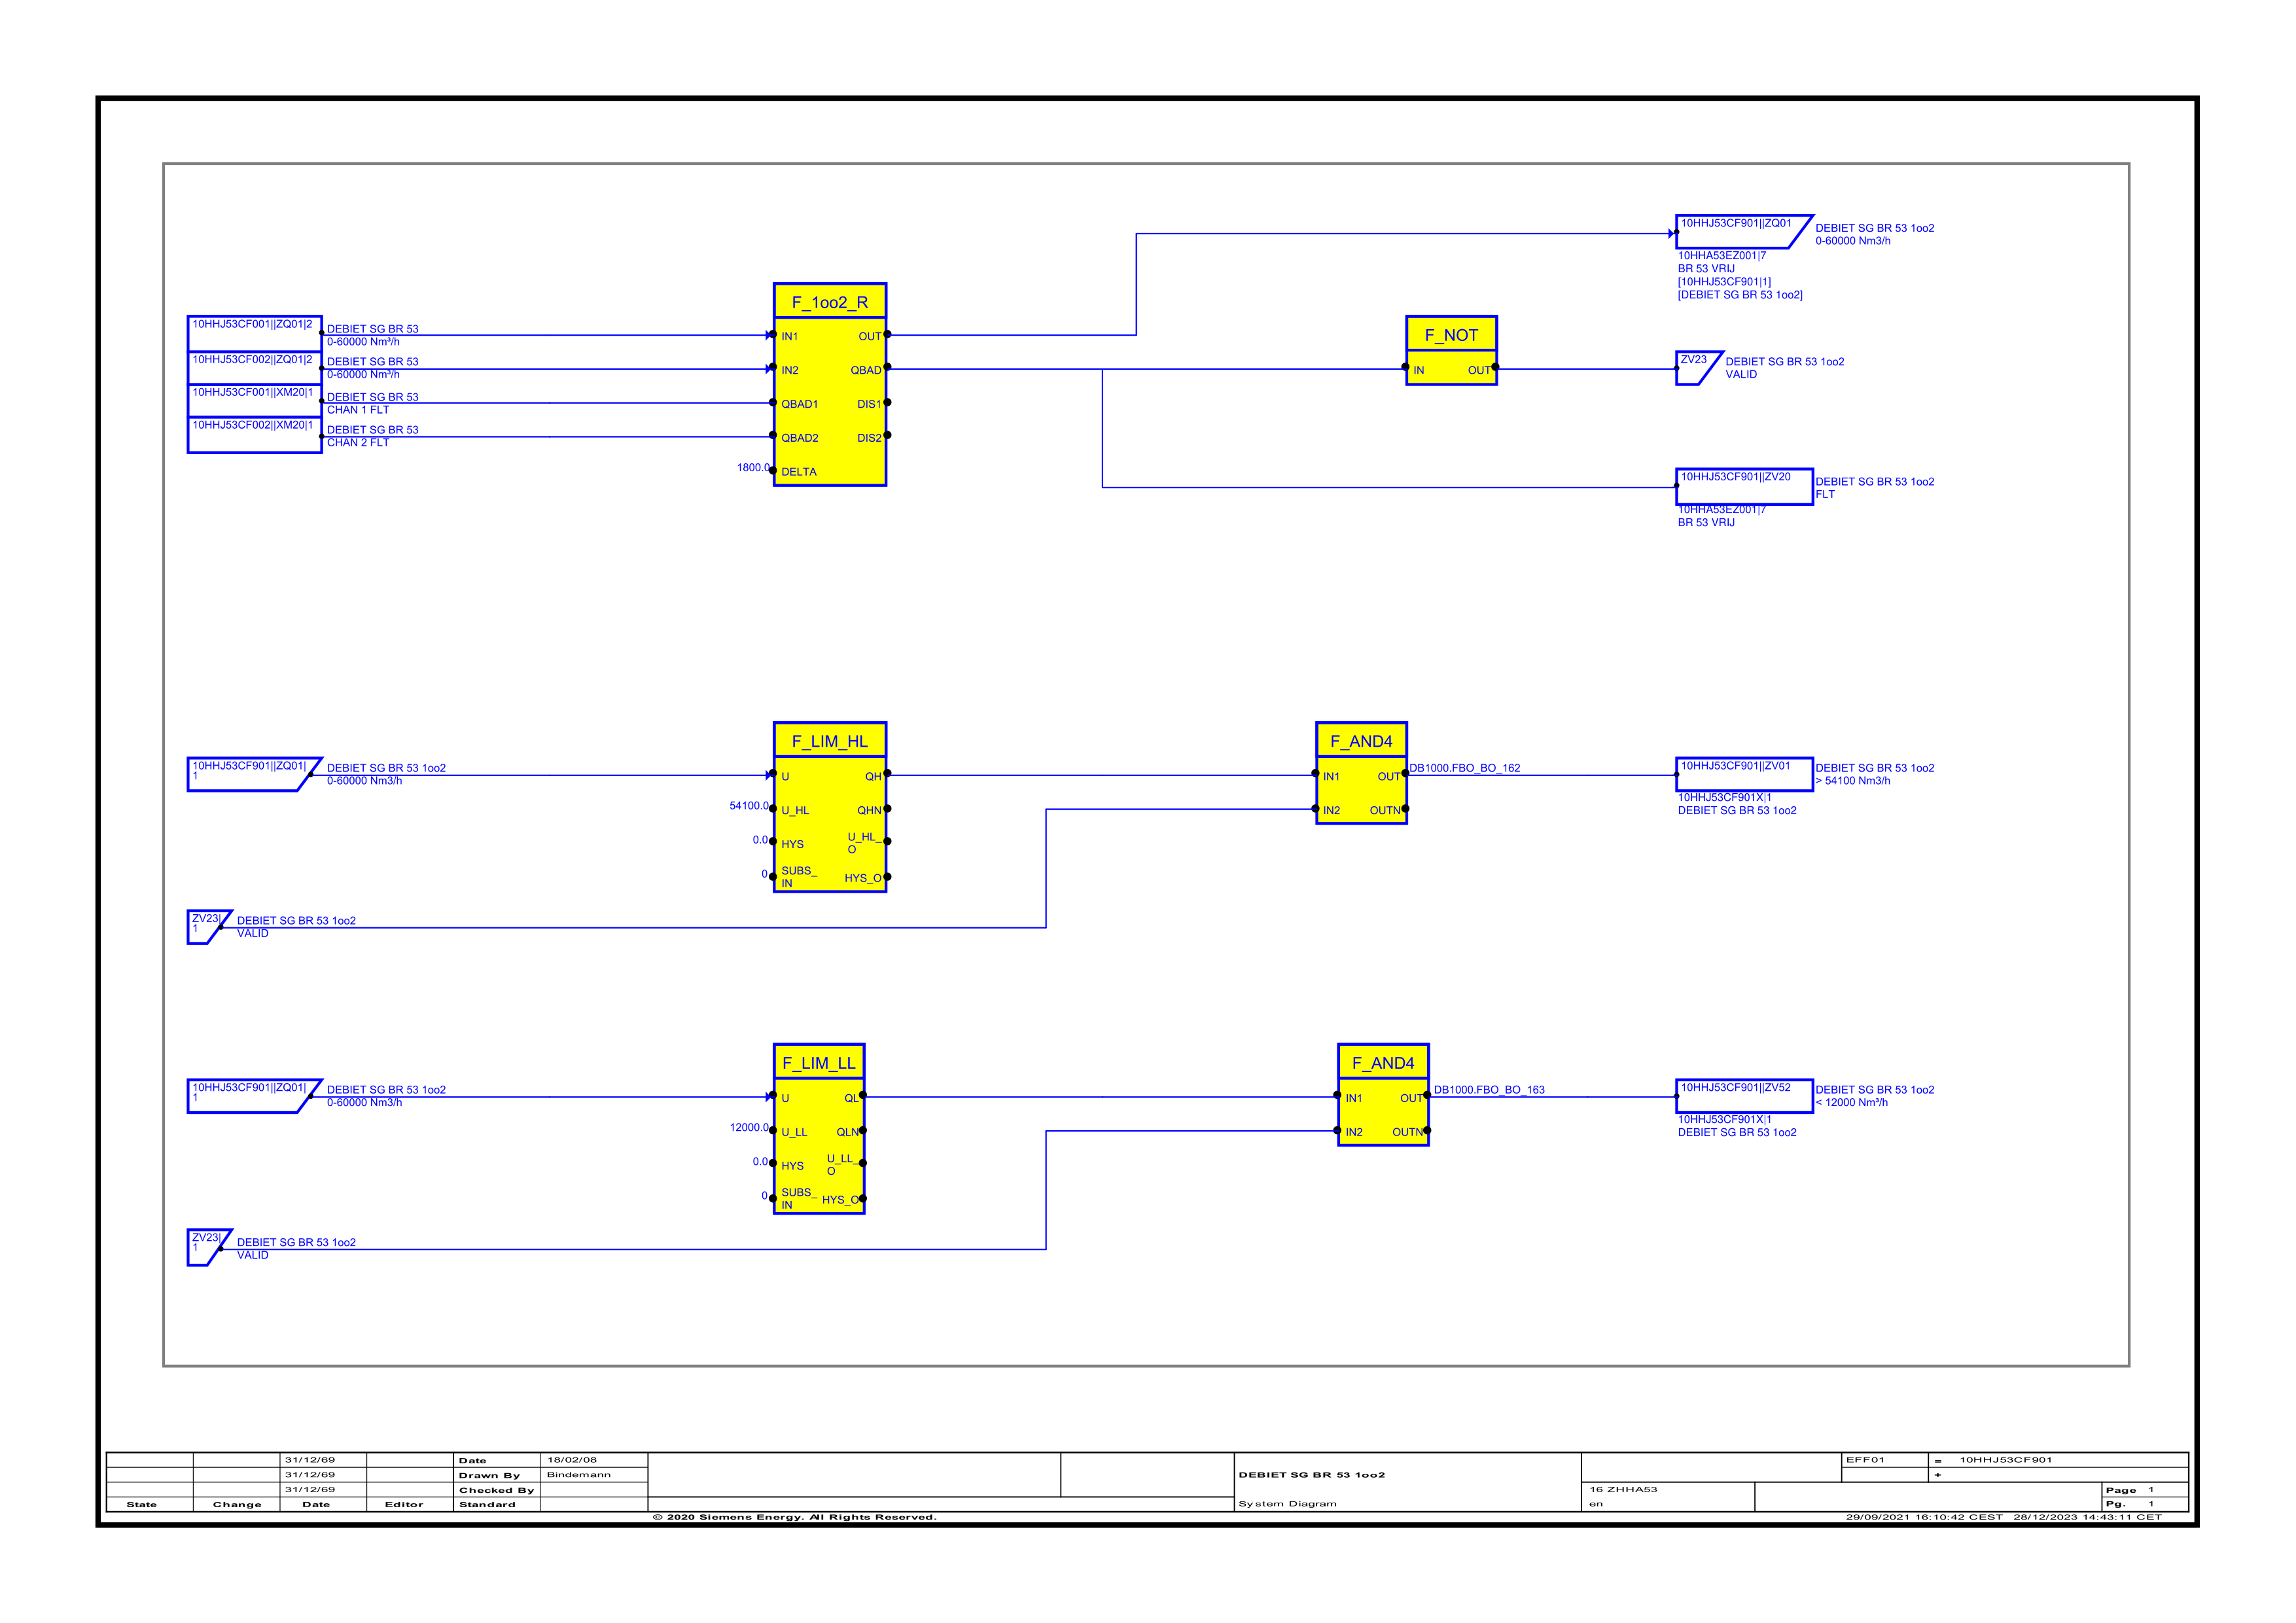 10HHJ53CF901||ZQ01
DEBIET SG BR 53 1oo2
0-60000 Nm3/h
10HHA53EZ001|7
BR 53 VRIJ
[10HHJ53CF901|1]
[DEBIET SG BR 53 1oo2]
10HHJ53CF001||ZQ01|2
DEBIET SG BR 53
0-60000 Nm³/h
10HHJ53CF002||ZQ01|2
DEBIET SG BR 53
0-60000 Nm³/h
10HHJ53CF001||XM20|1
DEBIET SG BR 53
CHAN 1 FLT
10HHJ53CF002||XM20|1
DEBIET SG BR 53
CHAN 2 FLT
1800.0
F_1oo2_R
IN1 OUT
IN2 QBAD
QBAD1 DIS1
QBAD2 DIS2
DELTA
F_NOT
IN OUT
ZV23
DEBIET SG BR 53 1oo2
VALID
10HHJ53CF901||ZV20
DEBIET SG BR 53 1oo2
FLT
10HHA53EZ001|7
BR 53 VRIJ
10HHJ53CF901||ZQ01|
1
DEBIET SG BR 53 1oo2
0-60000 Nm3/h
F_LIM_HL
U QH
54100.0 U_HL QHN
0.0 HYS U_HL_
O
0 SUBS_
IN HYS_O
F_AND4
IN1 OUT
IN2 OUTN
DB1000.FBO_BO_162
10HHJ53CF901||ZV01
DEBIET SG BR 53 1oo2
> 54100 Nm3/h
10HHJ53CF901X|1
DEBIET SG BR 53 1oo2
ZV23|
1
DEBIET SG BR 53 1oo2
VALID
10HHJ53CF901||ZQ01|
1
DEBIET SG BR 53 1oo2
0-60000 Nm3/h
F_LIM_LL
U QL
12000.0 U_LL QLN
0.0 HYS U_LL_
O
0 SUBS_
IN HYS_O
F_AND4
IN1 OUT
IN2 OUTN
DB1000.FBO_BO_163
10HHJ53CF901||ZV52
DEBIET SG BR 53 1oo2
< 12000 Nm³/h
10HHJ53CF901X|1
DEBIET SG BR 53 1oo2
ZV23|
1
DEBIET SG BR 53 1oo2
VALID
31/12/69 Date 18/02/08
31/12/69 Drawn By Bindemann
31/12/69 Checked By
State Change Date Editor Standard
DEBIET SG BR 53 1oo2
System Diagram
16 ZHHA53
en
EFF01 = 10HHJ53CF901
+
Page 1
Pg. 1
© 2020 Siemens Energy. All Rights Reserved.
29/09/2021 16:10:42 CEST 28/12/2023 14:43:11 CET